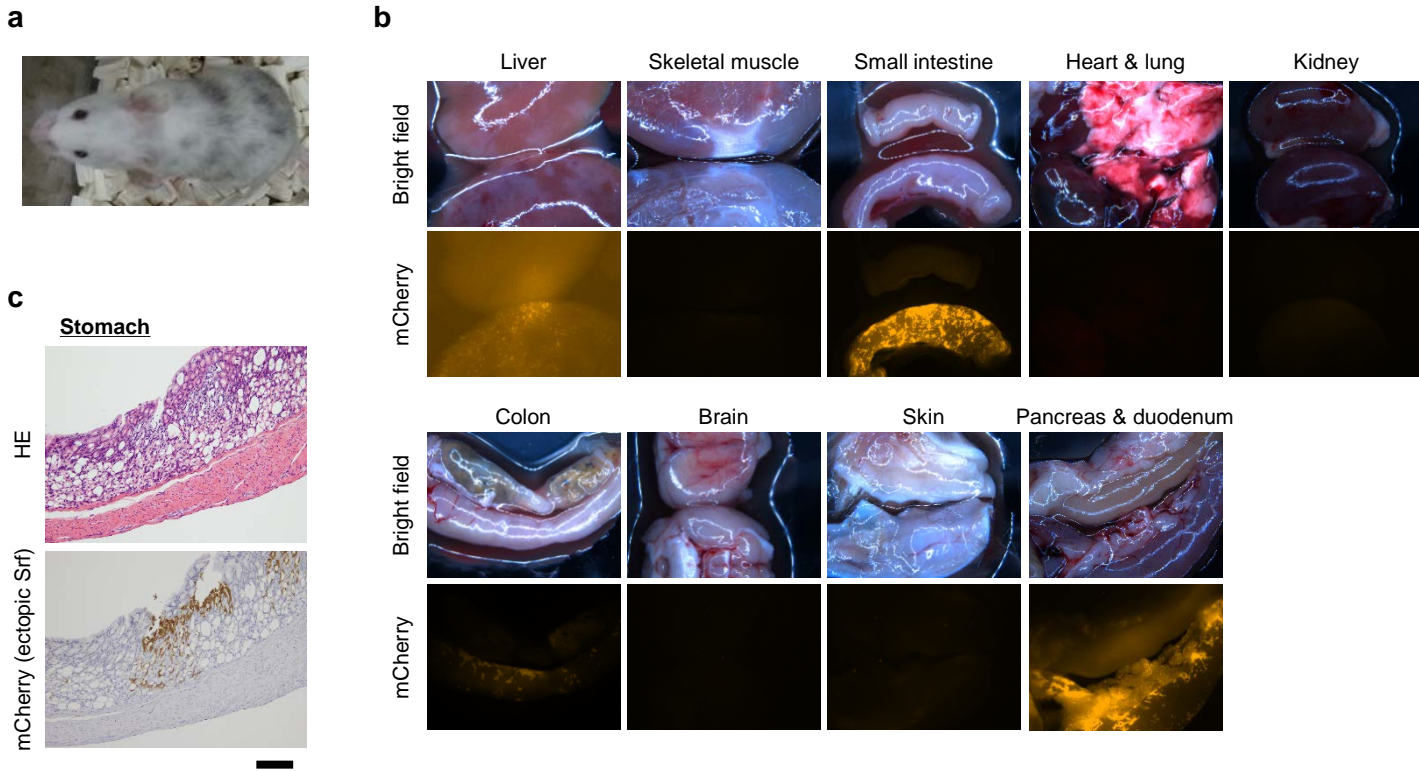 a
b
Liver
Skeletal muscle
Small intestine
Heart & lung
Kidney
Bright field
mCherry
c
Stomach
HE
mCherry (ectopic Srf)
Colon
Brain
Skin
Pancreas & duodenum
Bright field
mCherry